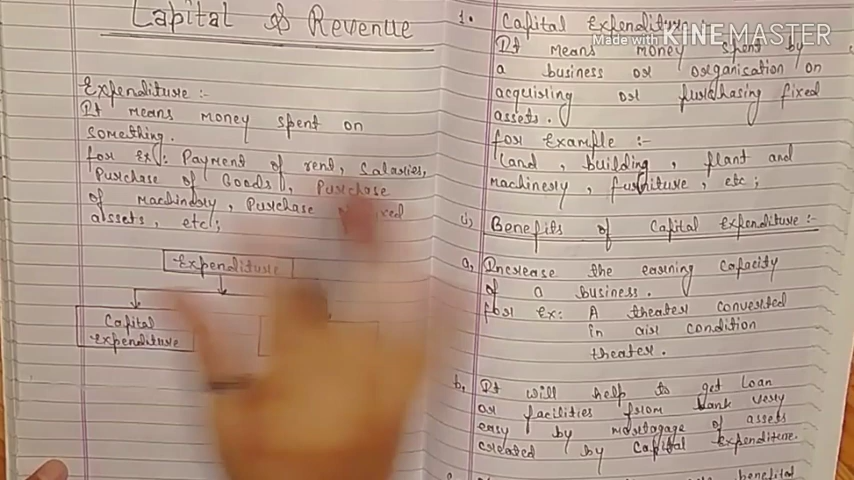 Capital & Revenue
Expenditure :-
It means money spent on
something.
for Ex: Payment of rent, Salaries,
Purchase of Goods, Purchase
of machinery, Purchase
assets, etc;
Expenditure
Capital
Expenditure
1. Capital Expenditure :-
It means money spent by
a business or organisation on
acquiring or purchasing fixed
assets.
for Example :-
Land, building, plant and
machinery, furniture, etc;
i) Benefits of Capital Expenditure :-
a, Increase the earning capacity
of a business.
for Ex: A theater converted
in air condition
theater.
b, It will help to get Loan
or facilities from bank very
easy by mortagage of assets
created by Capital Expenditure.
benefited
Made with KINEMASTER